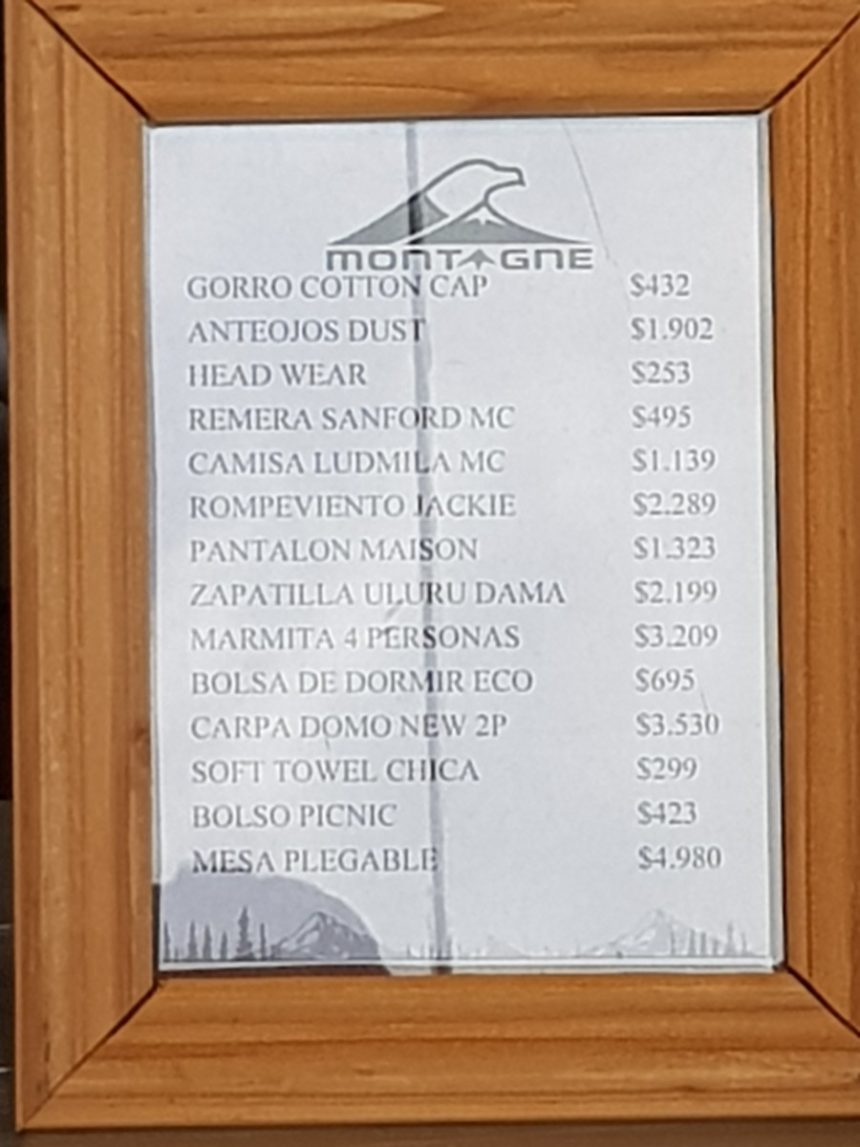 MONTAGNE
GORRO COTTON CAP $432
ANTEOJOS DUST $1.902
HEAD WEAR $253
REMERA SANFORD MC $495
CAMISA LUDMILA MC $1.139
ROMPEVIENTO JACKIE $2.289
PANTALON MAISON $1.323
ZAPATILLA ULURU DAMA $2.199
MARMITA 4 PERSONAS $3.209
BOLSA DE DORMIR ECO $695
CARPA DOMO NEW 2P $3.530
SOFT TOWEL CHICA $299
BOLSO PICNIC $423
MESA PLEGABLE $4.980